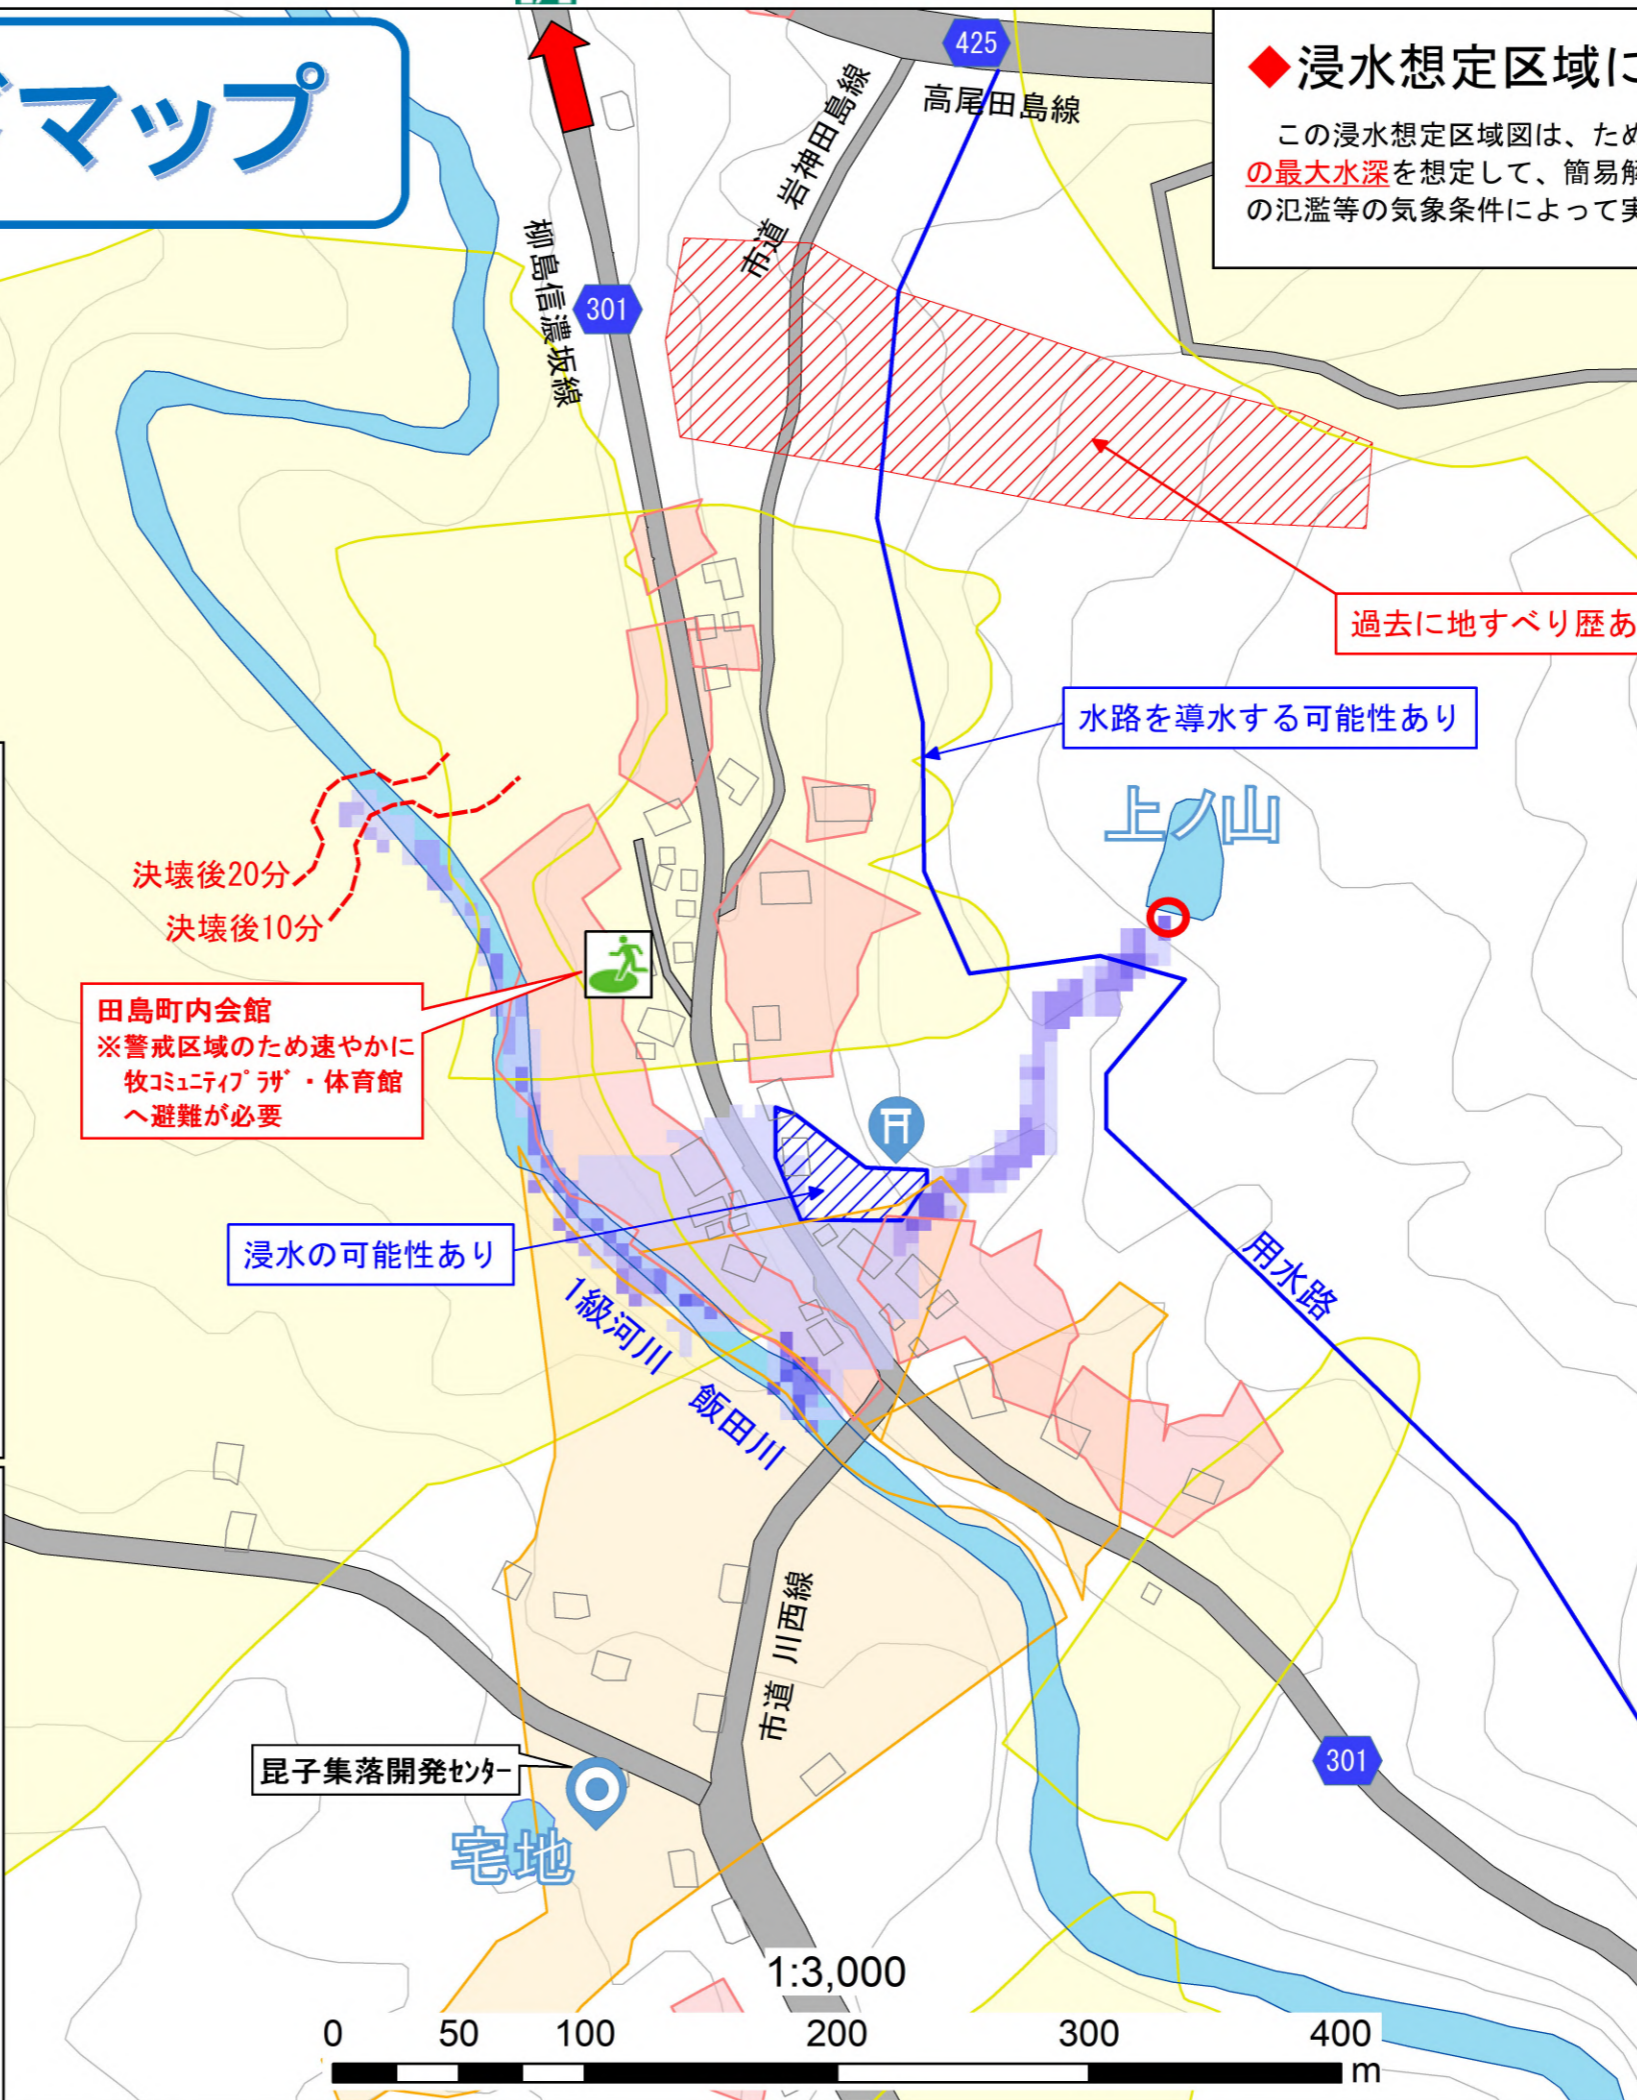 マップ
425
高尾田島線
市道 岩神田島線
柳島信濃坂線
301
◆浸水想定区域に
この浸水想定区域図は、ため
の最大水深を想定して、簡易解
の氾濫等の気象条件によって実
過去に地すべり歴あ
水路を導水する可能性あり
上ノ山
決壊後20分
決壊後10分
田島町内会館
※警戒区域のため速やかに
牧ｺﾐｭﾆﾃｨﾌﾟﾗｻﾞ・体育館
へ避難が必要
浸水の可能性あり
用水路
1級河川 飯田川
市道 川西線
301
昆子集落開発ｾﾝﾀｰ
宅地
1:3,000
0 50 100 200 300 400
m